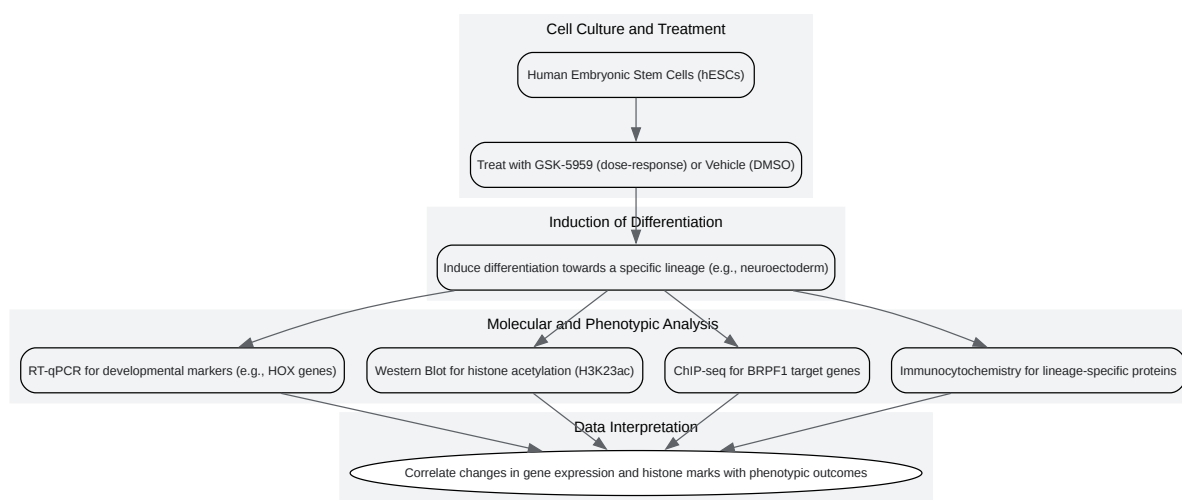 Cell Culture and Treatment
Human Embryonic Stem Cells (hESCs)
Treat with GSK-5959 (dose-response) or Vehicle (DMSO)
Induction of Differentiation
Induce differentiation towards a specific lineage (e.g., neuroectoderm)
Molecular and Phenotypic Analysis
RT-qPCR for developmental markers (e.g., HOX genes)
Western Blot for histone acetylation (H3K23ac)
ChIP-seq for BRPF1 target genes
Immunocytochemistry for lineage-specific proteins
Data Interpretation
Correlate changes in gene expression and histone marks with phenotypic outcomes